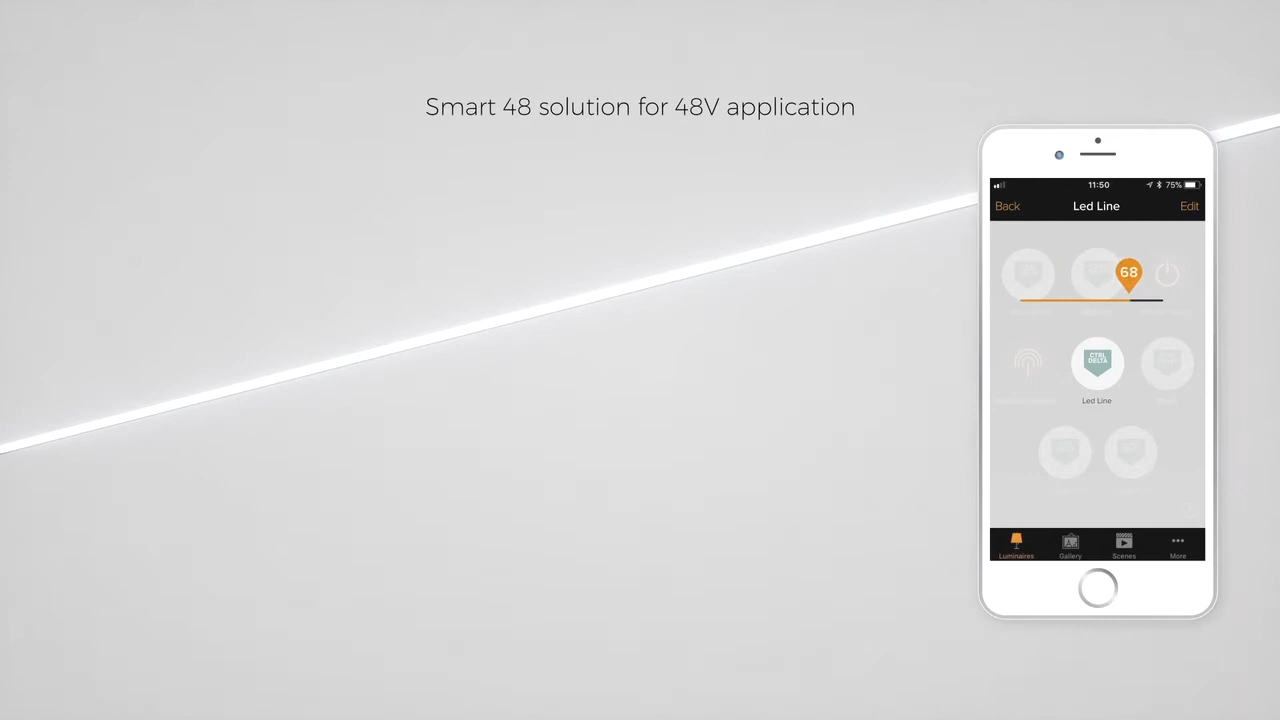 Smart 48 solution for 48V application
11:50
75%
Back
Led Line
Edit
68
CTRL
DELTA
Led Line
Luminaires
Gallery
Scenes
More